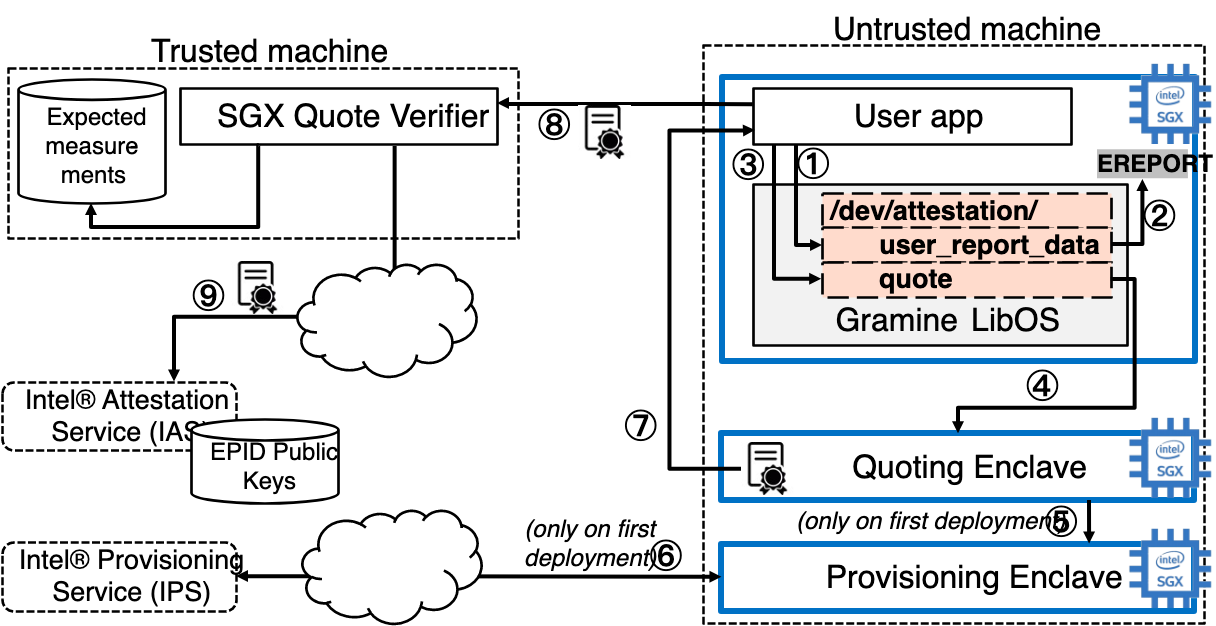 Trusted machine
Untrusted machine
Expected
measure
ments
SGX Quote Verifier
⑧
User app
intel
SGX
③
①
EREPORT
②
/dev/attestation/
user_report_data
quote
Gramine LibOS
⑨
④
Intel® Attestation
Service (IAS)
EPID Public
Keys
⑦
Quoting Enclave
intel
SGX
(only on first deployment)
⑤
(only on first
deployment)
⑥
Intel® Provisioning
Service (IPS)
Provisioning Enclave
intel
SGX